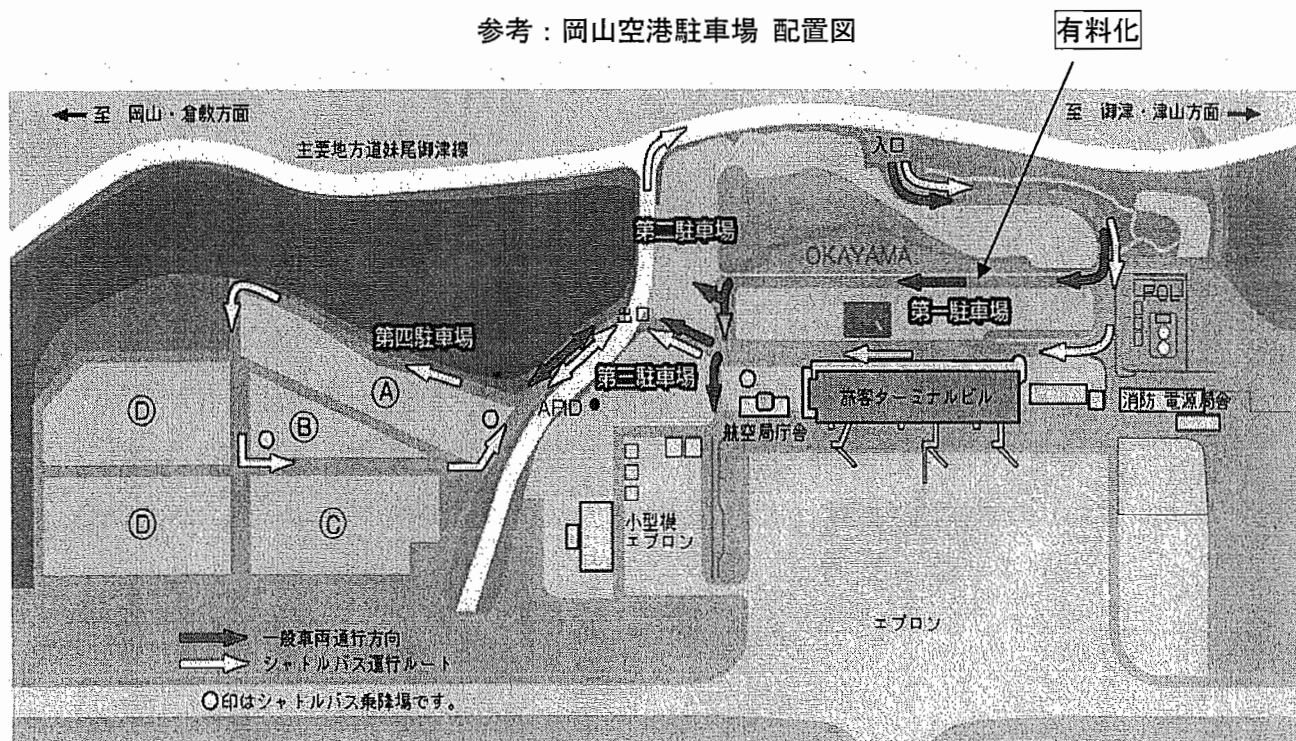 参考：岡山空港駐車場 配置図
有料化
至 岡山・倉敷方面
至 御津・津山方面
主要地方道妹尾御津線
入口
第二駐車場
OKAYAMA
POL
第一駐車場
出口
第四駐車場
第三駐車場
ARD
旅客ターミナルビル
消防 電源局舎
航空局庁舎
Ⓐ
Ⓑ
Ⓒ
Ⓓ
Ⓓ
小型機
エプロン
エプロン
一般車両通行方向
シャトルバス運行ルート
○印はシャトルバス乗降場です。